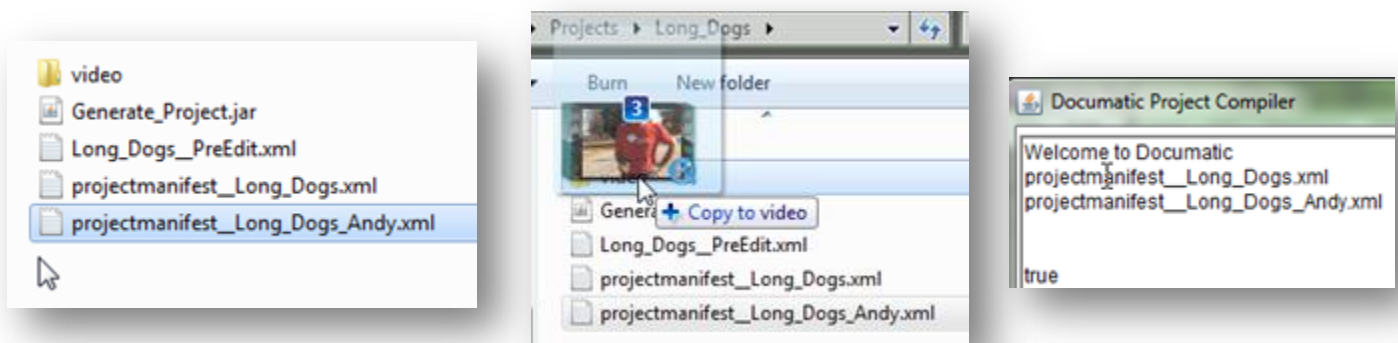 video
Generate_Project.jar
Long_Dogs__PreEdit.xml
projectmanifest__Long_Dogs.xml
projectmanifest__Long_Dogs_Andy.xml
Projects Long_Dogs
Burn New folder
3
Copy to video
Long_Dogs__PreEdit.xml
projectmanifest__Long_Dogs.xml
projectmanifest__Long_Dogs_Andy.xml
Documatic Project Compiler
Welcome to Documatic
projectmanifest__Long_Dogs.xml
projectmanifest__Long_Dogs_Andy.xml
true